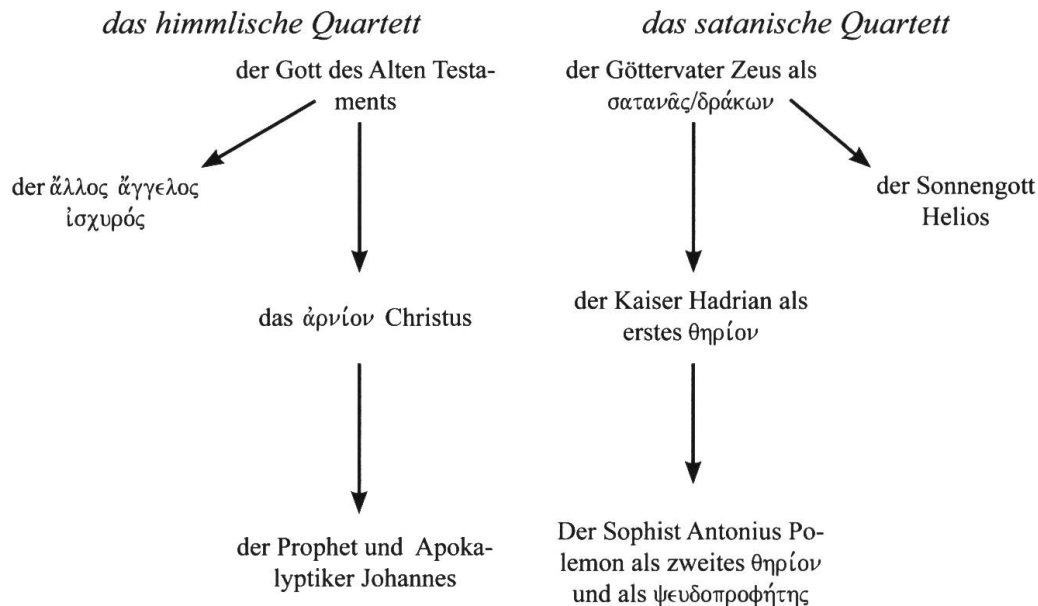 das himmlische Quartett
der Gott des Alten Testa-
ments
der ἄλλος ἄγγελος
ἰσχυρός
das ἀρνίον Christus
der Prophet und Apoka-
lyptiker Johannes
das satanische Quartett
der Göttervater Zeus als
σατανᾶς/δράκων
der Sonnengott
Helios
der Kaiser Hadrian als
erstes θηρίον
Der Sophist Antonius Po-
lemon als zweites θηρίον
und als ψευδοπροφήτης